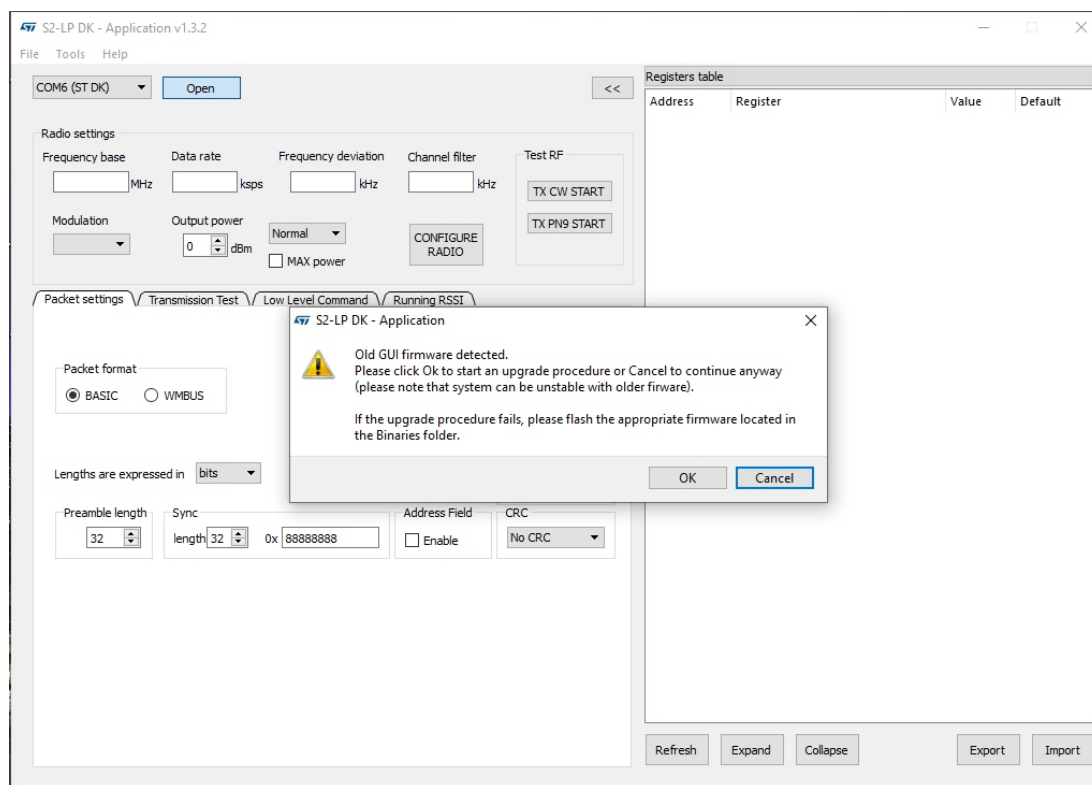 S2-LP DK - Application v1.3.2
File Tools Help
COM6 (ST DK) Open <<
Radio settings
Frequency base Data rate Frequency deviation Channel filter Test RF
MHz ksps kHz kHz TX CW START
Modulation Output power TX PN9 START
0 dBm Normal CONFIGURE RADIO
MAX power
Packet settings Transmission Test Low Level Command Running RSSI
Packet format
BASIC WMBUS
Lengths are expressed in bits
Preamble length Sync Address Field CRC
32 length 32 0x 88888888 Enable No CRC
S2-LP DK - Application
Old GUI firmware detected.
Please click Ok to start an upgrade procedure or Cancel to continue anyway
(please note that system can be unstable with older firware).
If the upgrade procedure fails, please flash the appropriate firmware located in
the Binaries folder.
OK Cancel
Registers table
Address Register Value Default
Refresh Expand Collapse Export Import